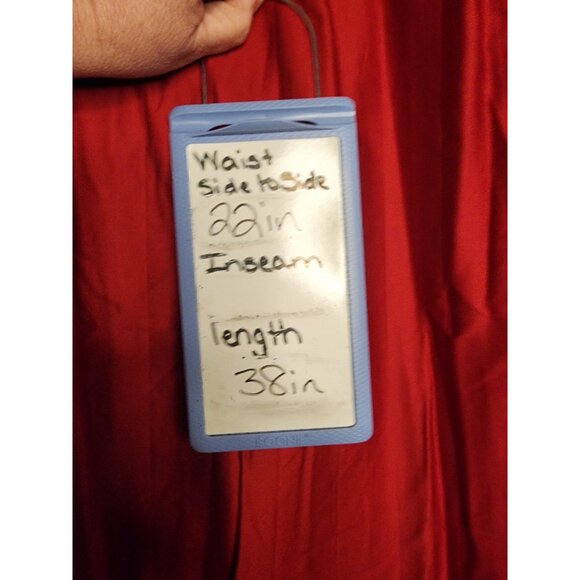 Waist
Side to Side
22in
Inseam
length
38in